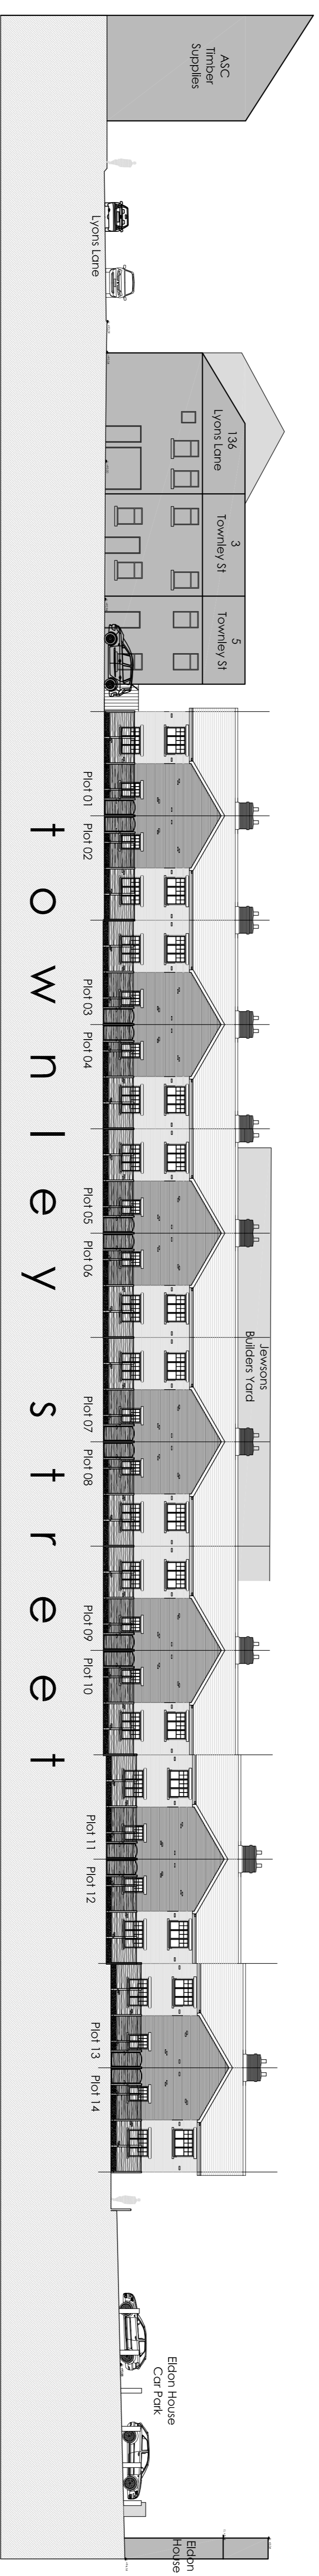 ASC
Timber
Supplies
Lyons Lane
136
Lyons Lane
3
Townley St
5
Townley St
Plot 01
Plot 02
Plot 03
Plot 04
Plot 05
Plot 06
Jewsons
Builders Yard
Plot 07
Plot 08
Plot 09
Plot 10
Plot 11
Plot 12
Plot 13
Plot 14
Eldon House
Car Park
Eldon
House
townley street